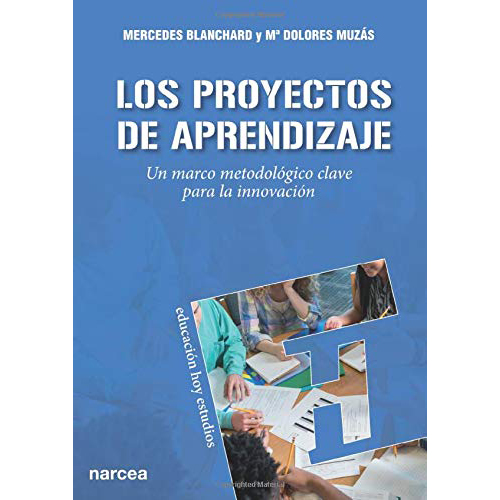 MERCEDES BLANCHARD y Mª DOLORES MUZÁS
LOS PROYECTOS
DE APRENDIZAJE
Un marco metodológico clave
para la innovación
educación hoy estudios
narcea